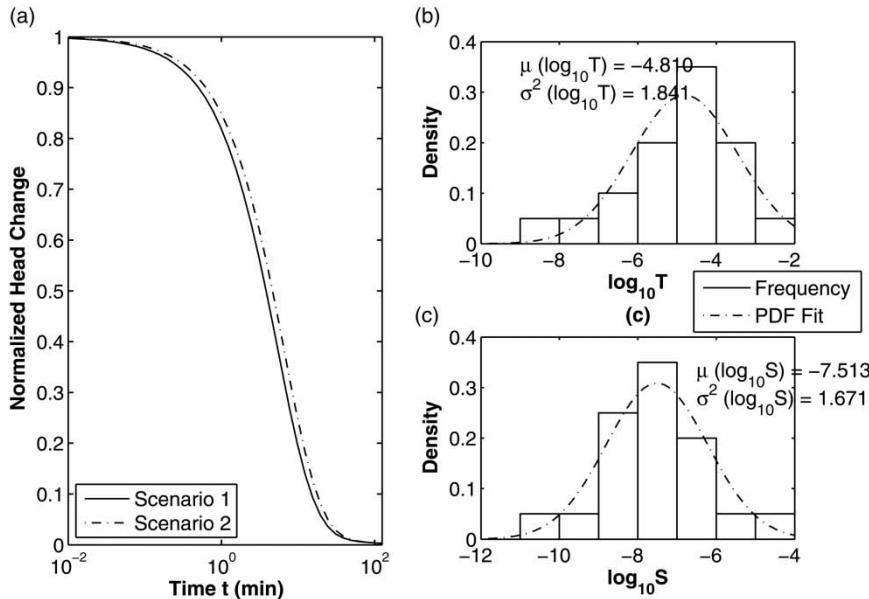 (a)
Normalized Head Change
1
0.9
0.8
0.7
0.6
0.5
0.4
0.3
0.2
0.1
0
10⁻² 10⁰ 10²
Time t (min)
Scenario 1
Scenario 2
(b)
Density
0.4
0.3
0.2
0.1
0
μ (log₁₀T) = −4.810
σ² (log₁₀T) = 1.841
−10 −8 −6 −4 −2
log₁₀T
Frequency
PDF Fit
(c) (c)
Density
0.4
0.3
0.2
0.1
0
μ (log₁₀S) = −7.513
σ² (log₁₀S) = 1.671
−12 −10 −8 −6 −4
log₁₀S